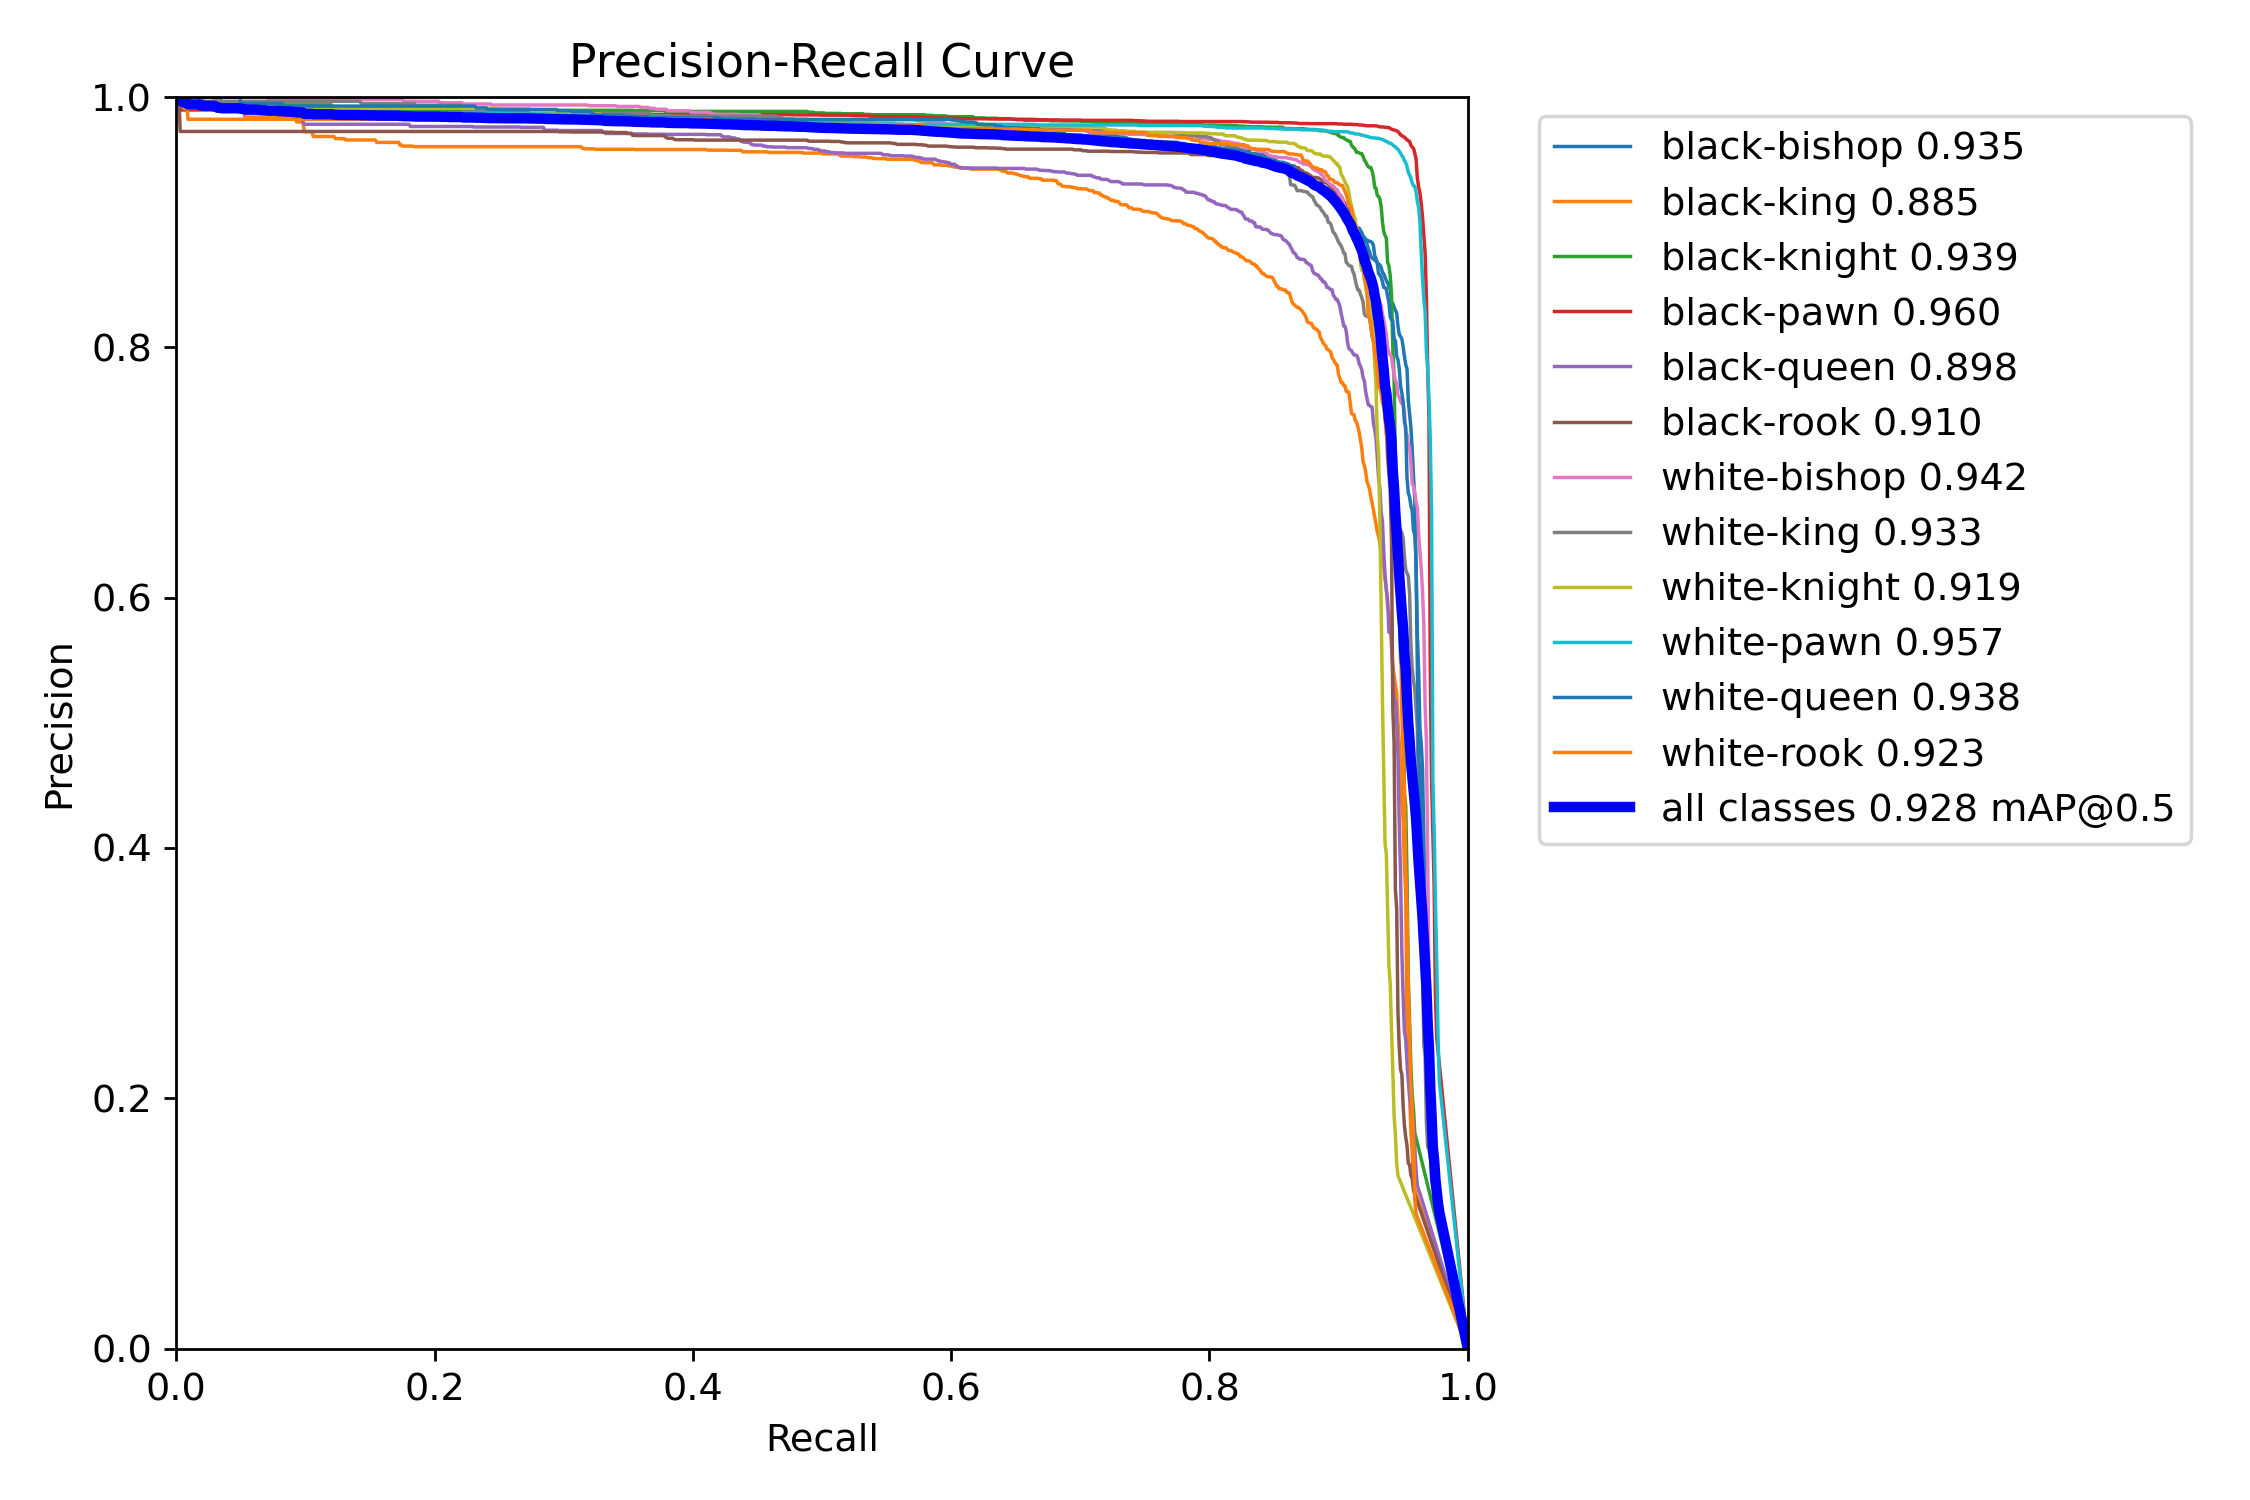 Precision-Recall Curve
1.0
0.8
0.6
0.4
0.2
0.0
Precision
0.0 0.2 0.4 0.6 0.8 1.0
Recall
black-bishop 0.935
black-king 0.885
black-knight 0.939
black-pawn 0.960
black-queen 0.898
black-rook 0.910
white-bishop 0.942
white-king 0.933
white-knight 0.919
white-pawn 0.957
white-queen 0.938
white-rook 0.923
all classes 0.928 mAP@0.5